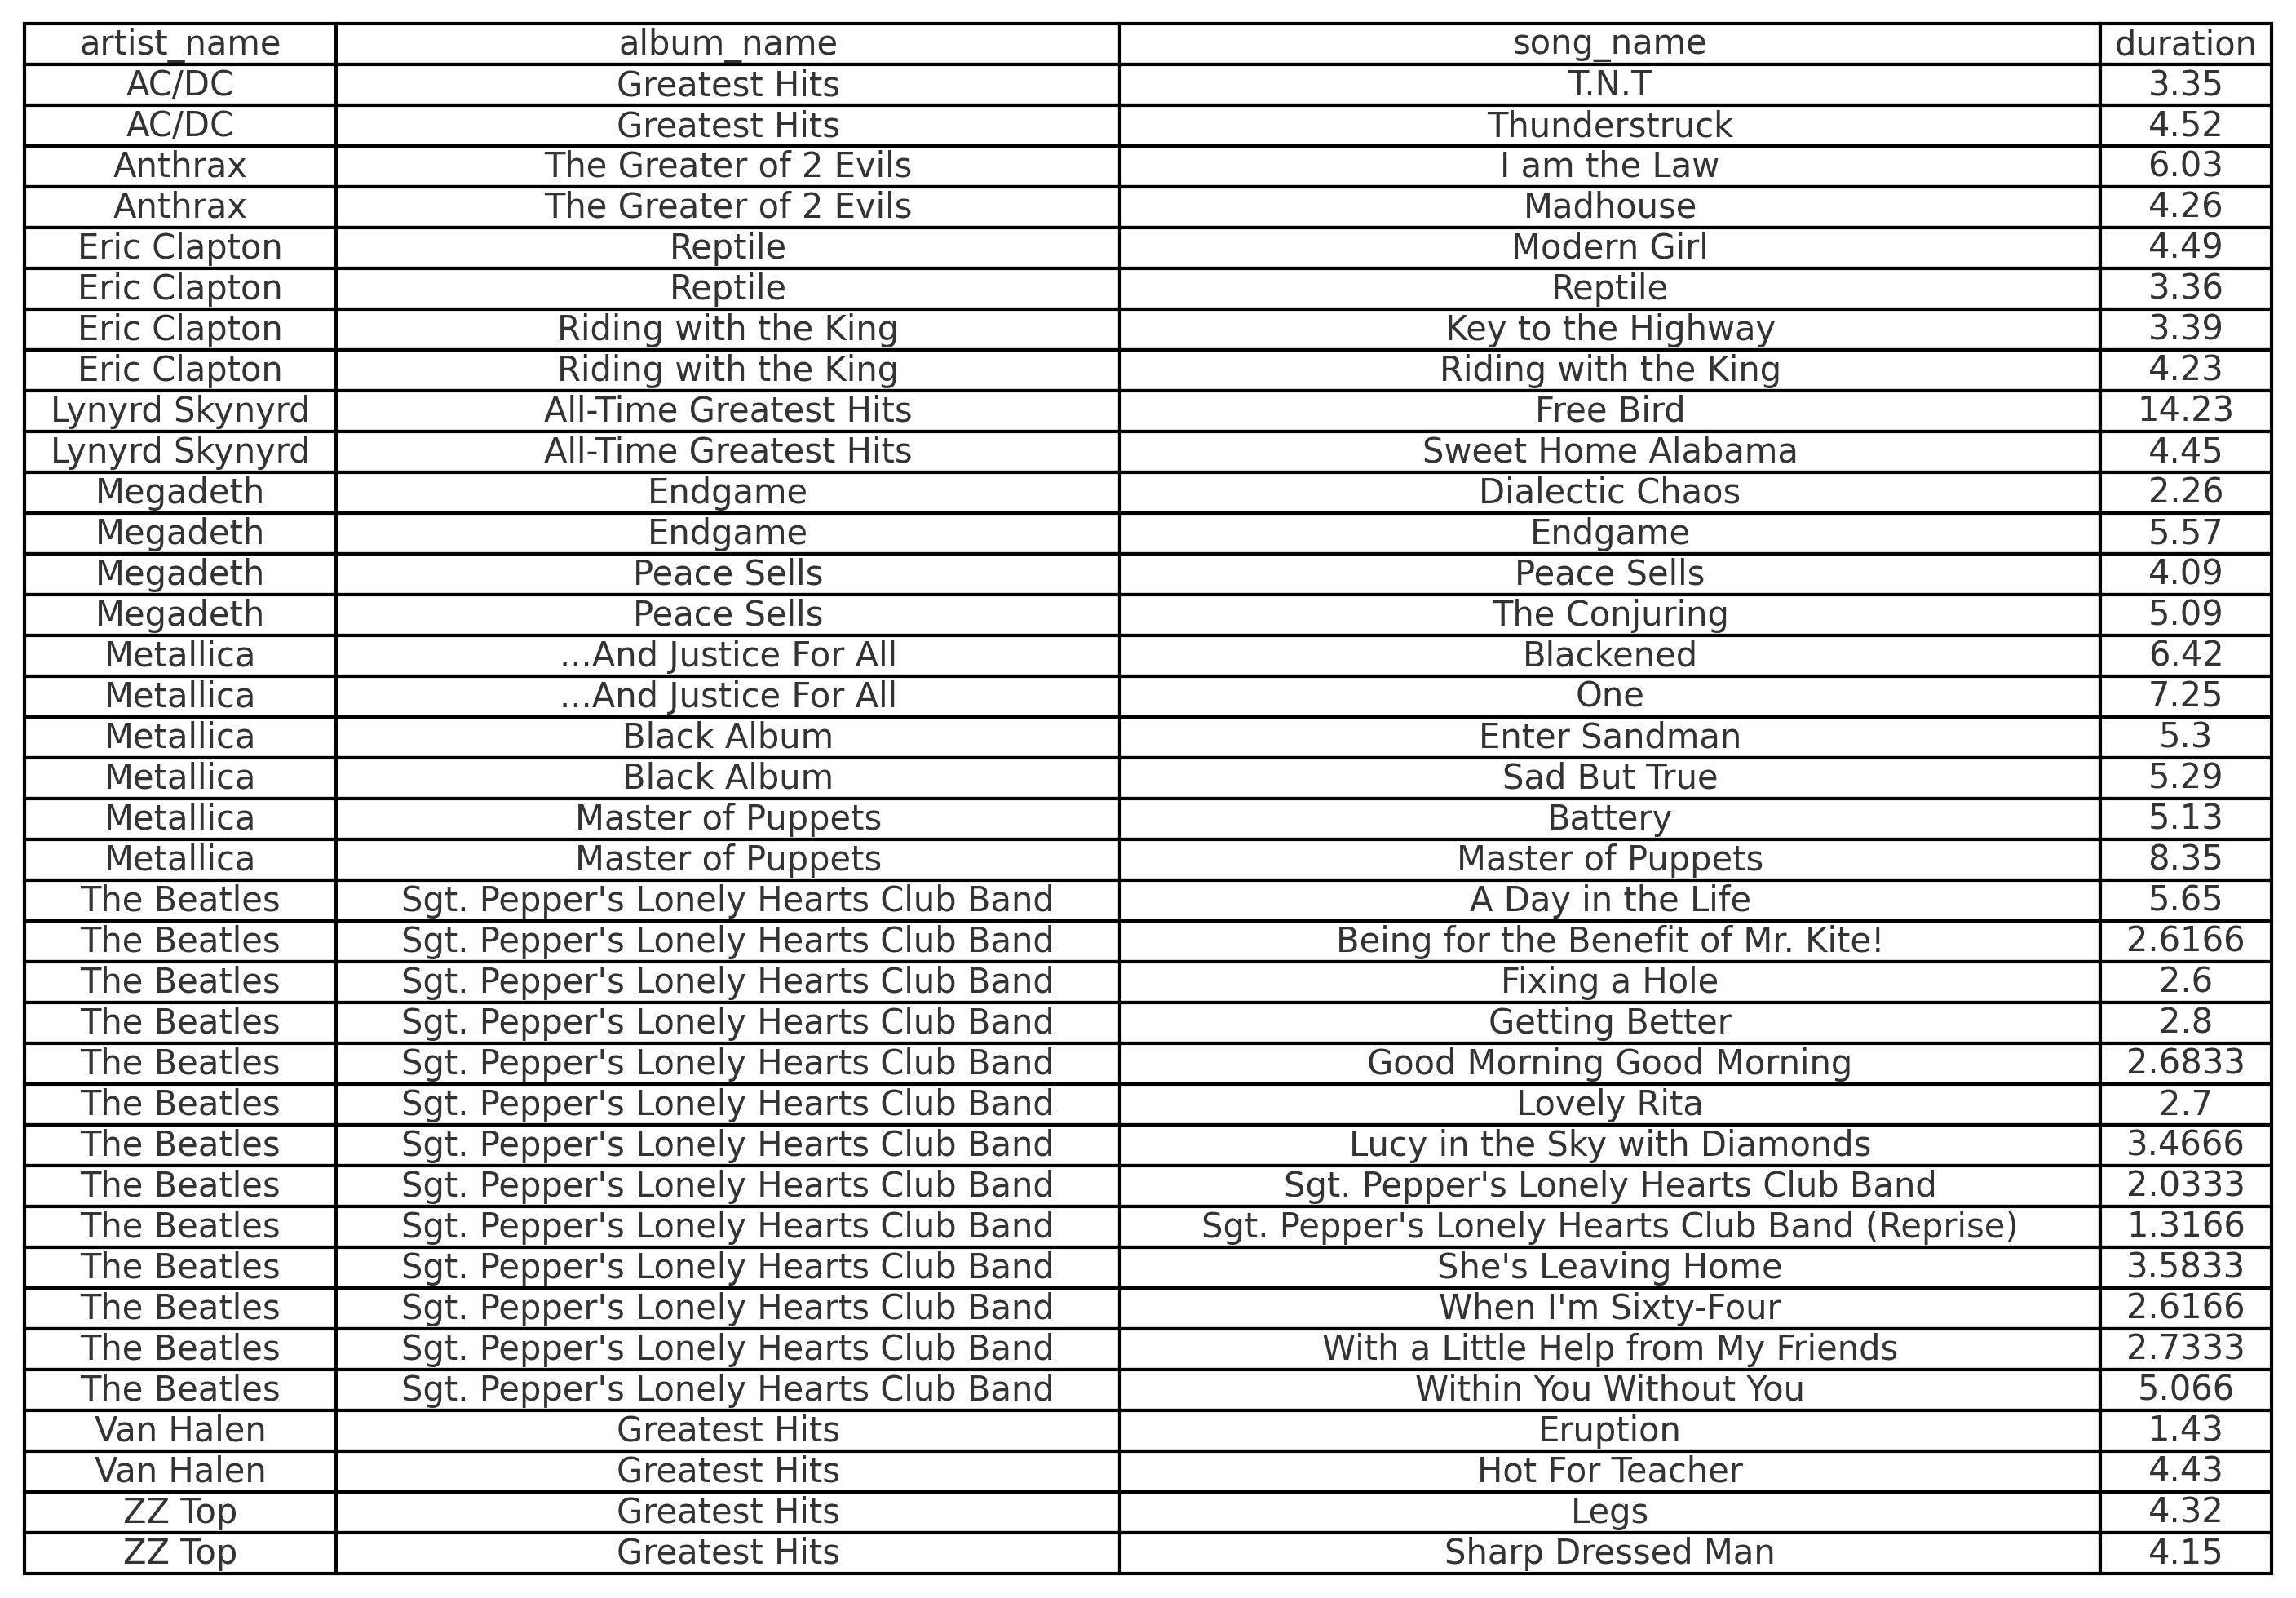 artist_name album_name song_name duration
AC/DC Greatest Hits T.N.T 3.35
AC/DC Greatest Hits Thunderstruck 4.52
Anthrax The Greater of 2 Evils I am the Law 6.03
Anthrax The Greater of 2 Evils Madhouse 4.26
Eric Clapton Reptile Modern Girl 4.49
Eric Clapton Reptile Reptile 3.36
Eric Clapton Riding with the King Key to the Highway 3.39
Eric Clapton Riding with the King Riding with the King 4.23
Lynyrd Skynyrd All-Time Greatest Hits Free Bird 14.23
Lynyrd Skynyrd All-Time Greatest Hits Sweet Home Alabama 4.45
Megadeth Endgame Dialectic Chaos 2.26
Megadeth Endgame Endgame 5.57
Megadeth Peace Sells Peace Sells 4.09
Megadeth Peace Sells The Conjuring 5.09
Metallica ...And Justice For All Blackened 6.42
Metallica ...And Justice For All One 7.25
Metallica Black Album Enter Sandman 5.3
Metallica Black Album Sad But True 5.29
Metallica Master of Puppets Battery 5.13
Metallica Master of Puppets Master of Puppets 8.35
The Beatles Sgt. Pepper's Lonely Hearts Club Band A Day in the Life 5.65
The Beatles Sgt. Pepper's Lonely Hearts Club Band Being for the Benefit of Mr. Kite! 2.6166
The Beatles Sgt. Pepper's Lonely Hearts Club Band Fixing a Hole 2.6
The Beatles Sgt. Pepper's Lonely Hearts Club Band Getting Better 2.8
The Beatles Sgt. Pepper's Lonely Hearts Club Band Good Morning Good Morning 2.6833
The Beatles Sgt. Pepper's Lonely Hearts Club Band Lovely Rita 2.7
The Beatles Sgt. Pepper's Lonely Hearts Club Band Lucy in the Sky with Diamonds 3.4666
The Beatles Sgt. Pepper's Lonely Hearts Club Band Sgt. Pepper's Lonely Hearts Club Band 2.0333
The Beatles Sgt. Pepper's Lonely Hearts Club Band Sgt. Pepper's Lonely Hearts Club Band (Reprise) 1.3166
The Beatles Sgt. Pepper's Lonely Hearts Club Band She's Leaving Home 3.5833
The Beatles Sgt. Pepper's Lonely Hearts Club Band When I'm Sixty-Four 2.6166
The Beatles Sgt. Pepper's Lonely Hearts Club Band With a Little Help from My Friends 2.7333
The Beatles Sgt. Pepper's Lonely Hearts Club Band Within You Without You 5.066
Van Halen Greatest Hits Eruption 1.43
Van Halen Greatest Hits Hot For Teacher 4.43
ZZ Top Greatest Hits Legs 4.32
ZZ Top Greatest Hits Sharp Dressed Man 4.15